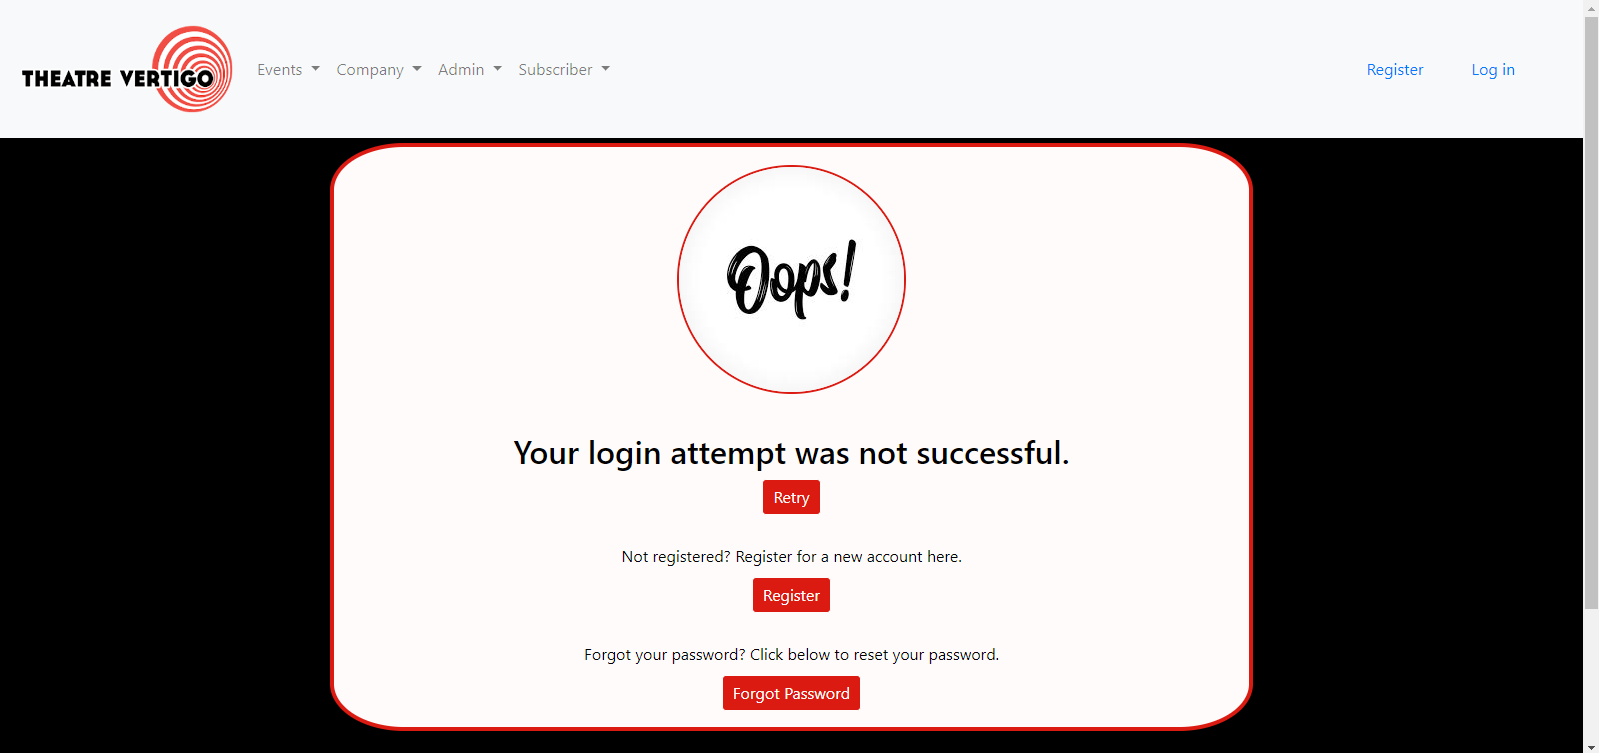 THEATRE VERTIGO
Events Company Admin Subscriber Register Log in
Oops!
Your login attempt was not successful.
Retry
Not registered? Register for a new account here.
Register
Forgot your password? Click below to reset your password.
Forgot Password